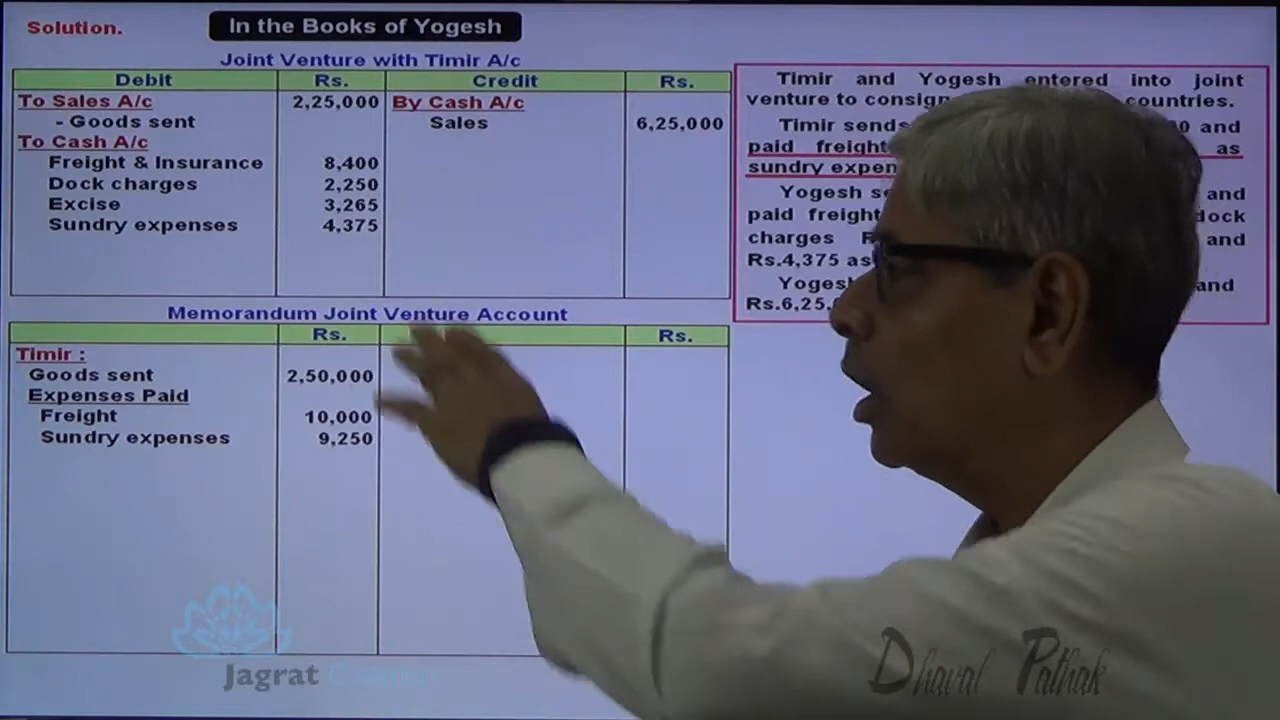 Solution.
In the Books of Yogesh
Joint Venture with Timir A/c
Debit Rs. Credit Rs.
To Sales A/c 2,25,000 By Cash A/c
- Goods sent Sales 6,25,000
To Cash A/c
Freight & Insurance 8,400
Dock charges 2,250
Excise 3,265
Sundry expenses 4,375
Memorandum Joint Venture Account
Rs. Rs.
Timir :
Goods sent 2,50,000
Expenses Paid
Freight 10,000
Sundry expenses 9,250
Timir and Yogesh entered into joint
venture to countries.
Timir sends and
paid freight as
sundry
Yogesh and
paid freight dock
charges and
Rs.4,375 as
and
Jagrat
Dhaval Pathak